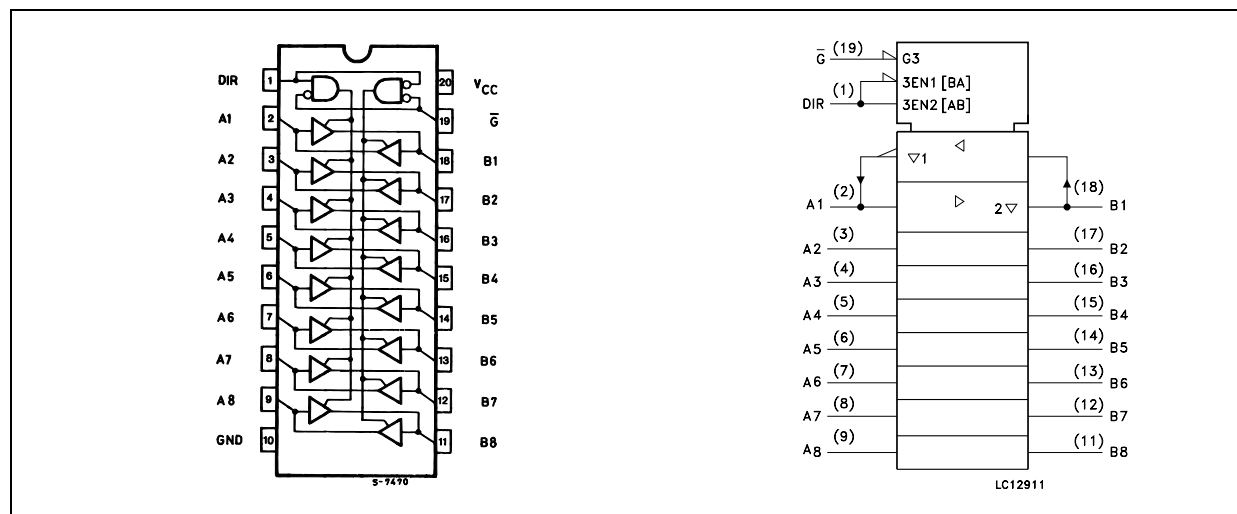 DIR 1 20 VCC
A1 2 19 G̅
A2 3 18 B1
A3 4 17 B2
A4 5 16 B3
A5 6 15 B4
A6 7 14 B5
A7 8 13 B6
A8 9 12 B7
GND 10 11 B8
S-7470
G̅ (19) G3
3EN1 [BA]
DIR (1) 3EN2 [AB]
▽1 ◁
A1 (2) ▷ 2▽ (18) B1
A2 (3) (17) B2
A3 (4) (16) B3
A4 (5) (15) B4
A5 (6) (14) B5
A6 (7) (13) B6
A7 (8) (12) B7
A8 (9) (11) B8
LC12911